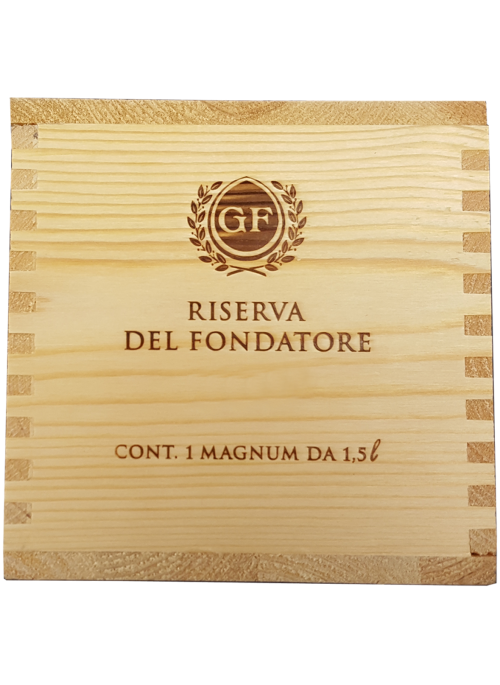 GF
RISERVA
DEL FONDATORE
CONT. 1 MAGNUM DA 1,5 l